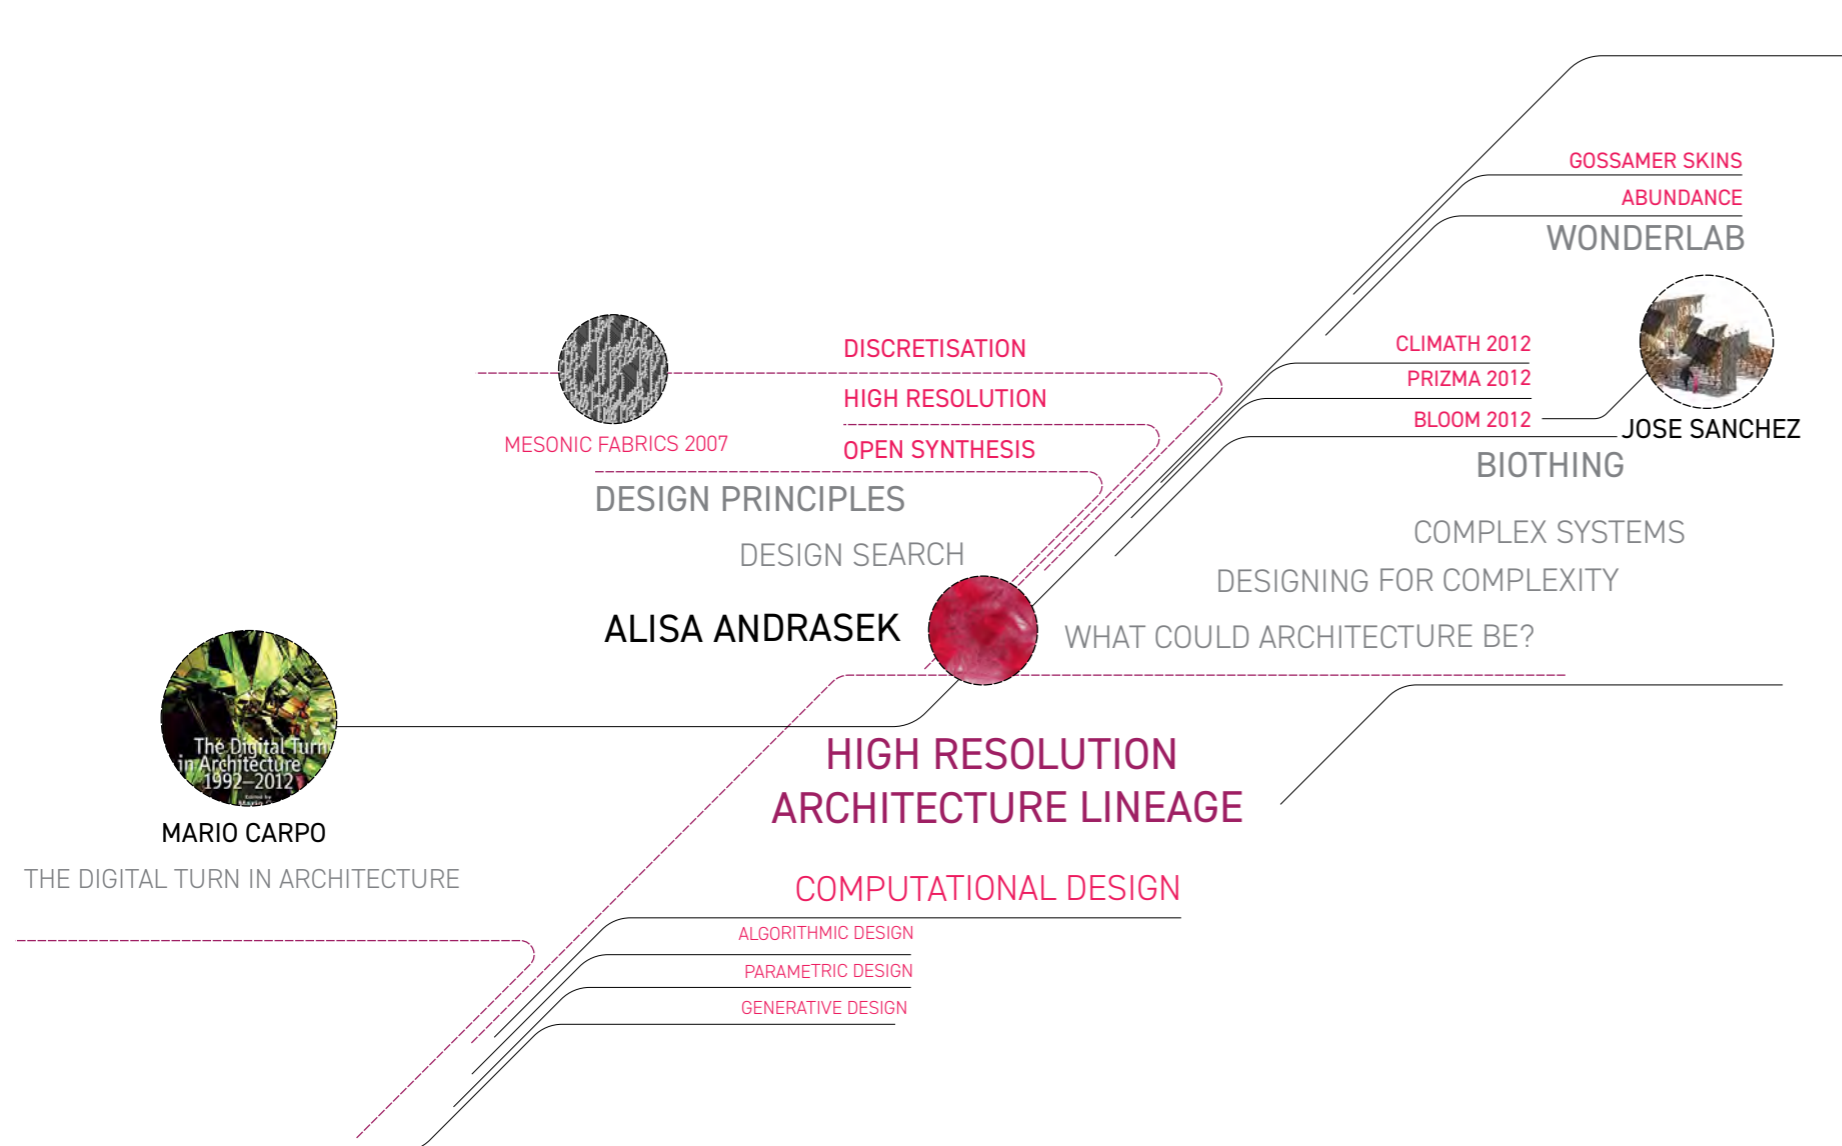 GOSSAMER SKINS
ABUNDANCE
WONDERLAB
DISCRETISATION
HIGH RESOLUTION
OPEN SYNTHESIS
MESONIC FABRICS 2007
DESIGN PRINCIPLES
DESIGN SEARCH
CLIMATH 2012
PRIZMA 2012
BLOOM 2012
JOSE SANCHEZ
BIOTHING
COMPLEX SYSTEMS
DESIGNING FOR COMPLEXITY
ALISA ANDRASEK
WHAT COULD ARCHITECTURE BE?
The Digital Turn
in Architecture
1992–2012
Edited by
MARIO CARPO
THE DIGITAL TURN IN ARCHITECTURE
HIGH RESOLUTION
ARCHITECTURE LINEAGE
COMPUTATIONAL DESIGN
ALGORITHMIC DESIGN
PARAMETRIC DESIGN
GENERATIVE DESIGN